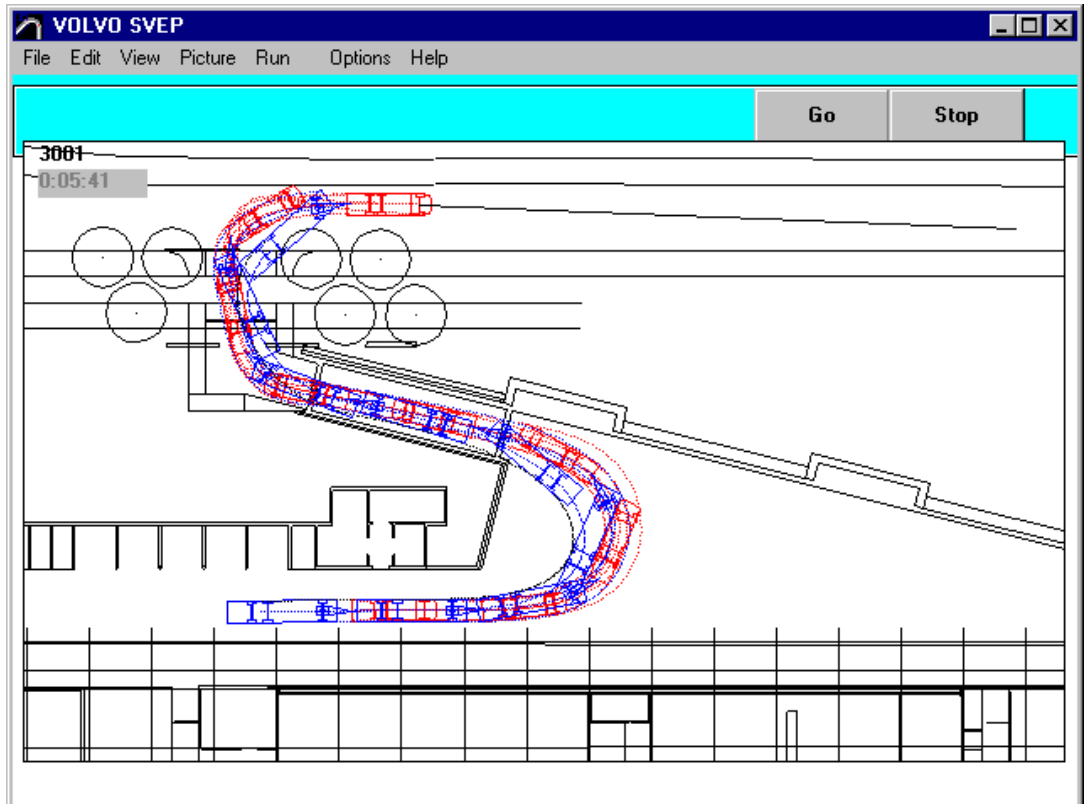 VOLVO SVEP
File Edit View Picture Run Options Help
Go Stop
3001
0:05:41